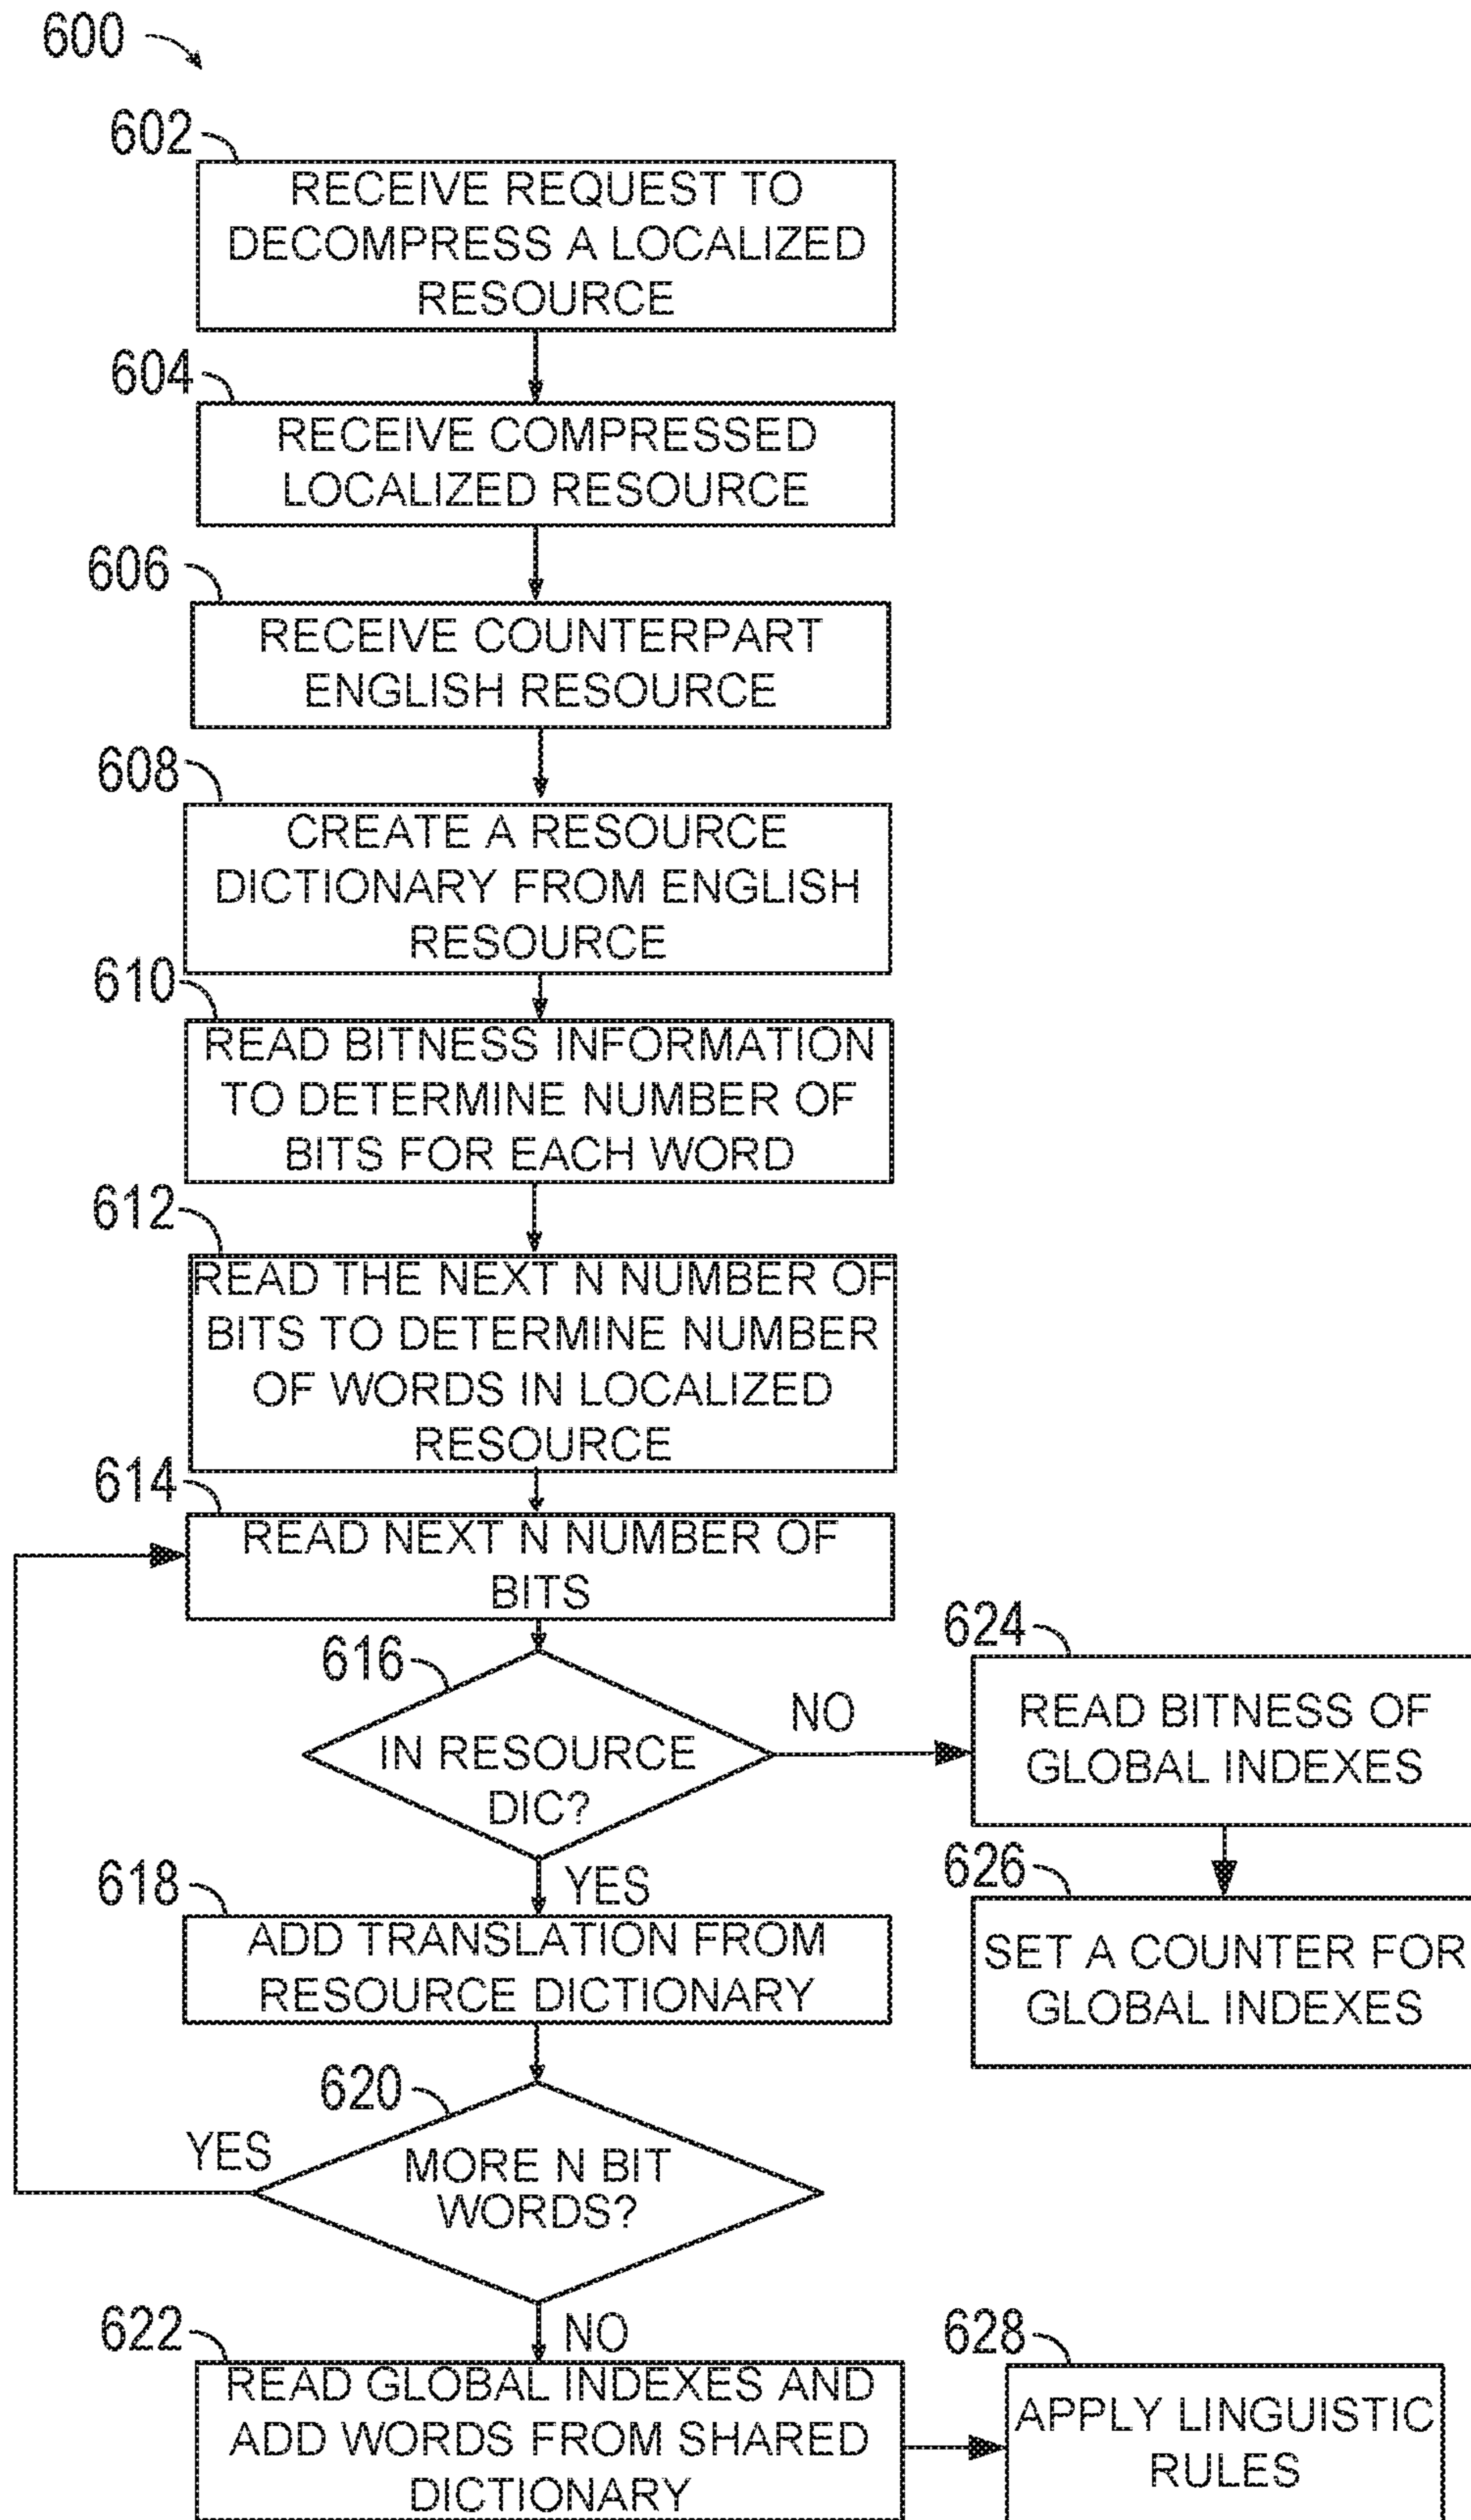 600
602
RECEIVE REQUEST TO
DECOMPRESS A LOCALIZED
RESOURCE
604
RECEIVE COMPRESSED
LOCALIZED RESOURCE
606
RECEIVE COUNTERPART
ENGLISH RESOURCE
608
CREATE A RESOURCE
DICTIONARY FROM ENGLISH
RESOURCE
610
READ BITNESS INFORMATION
TO DETERMINE NUMBER OF
BITS FOR EACH WORD
612
READ THE NEXT N NUMBER OF
BITS TO DETERMINE NUMBER
OF WORDS IN LOCALIZED
RESOURCE
614
READ NEXT N NUMBER OF
BITS
616
IN RESOURCE
DIC?
NO
624
READ BITNESS OF
GLOBAL INDEXES
626
SET A COUNTER FOR
GLOBAL INDEXES
YES
618
ADD TRANSLATION FROM
RESOURCE DICTIONARY
620
MORE N BIT
WORDS?
YES
NO
622
READ GLOBAL INDEXES AND
ADD WORDS FROM SHARED
DICTIONARY
628
APPLY LINGUISTIC
RULES